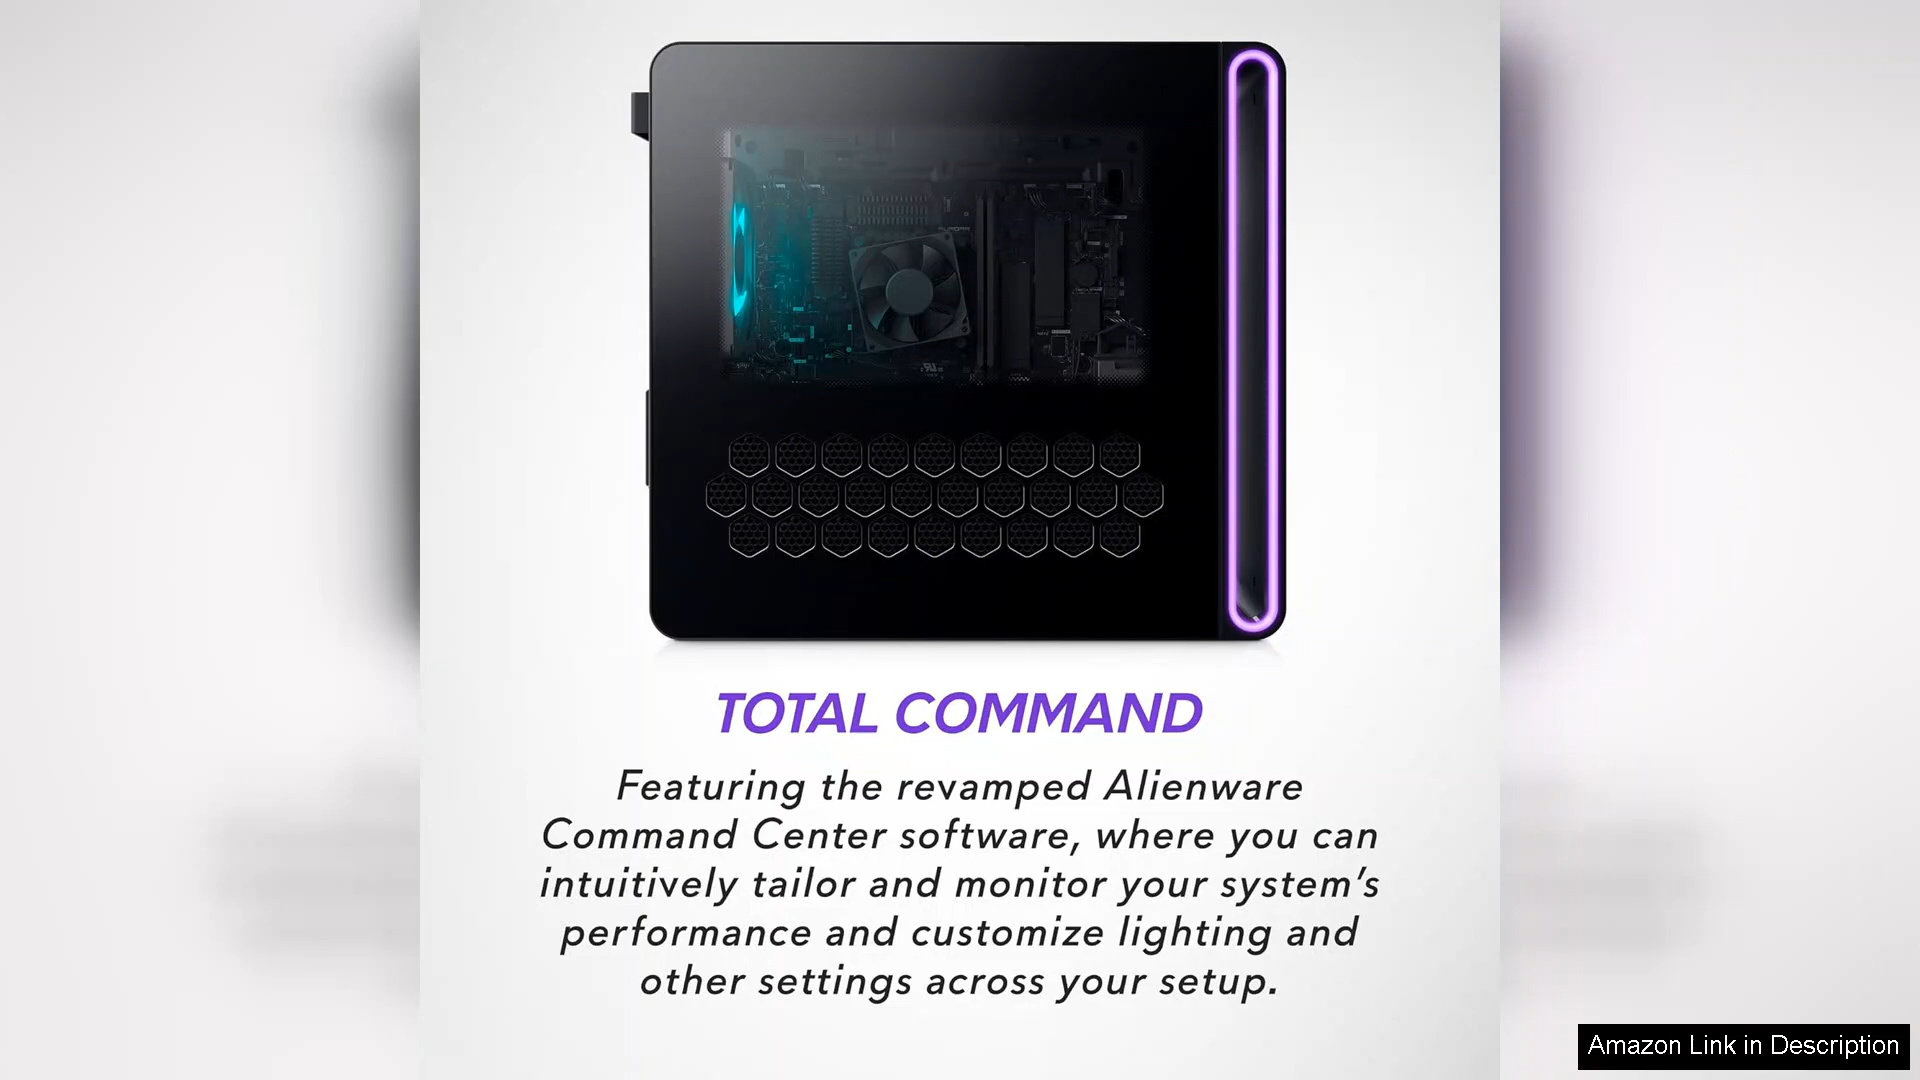 TOTAL COMMAND
Featuring the revamped Alienware
Command Center software, where you can
intuitively tailor and monitor your system’s
performance and customize lighting and
other settings across your setup.
Amazon Link in Description